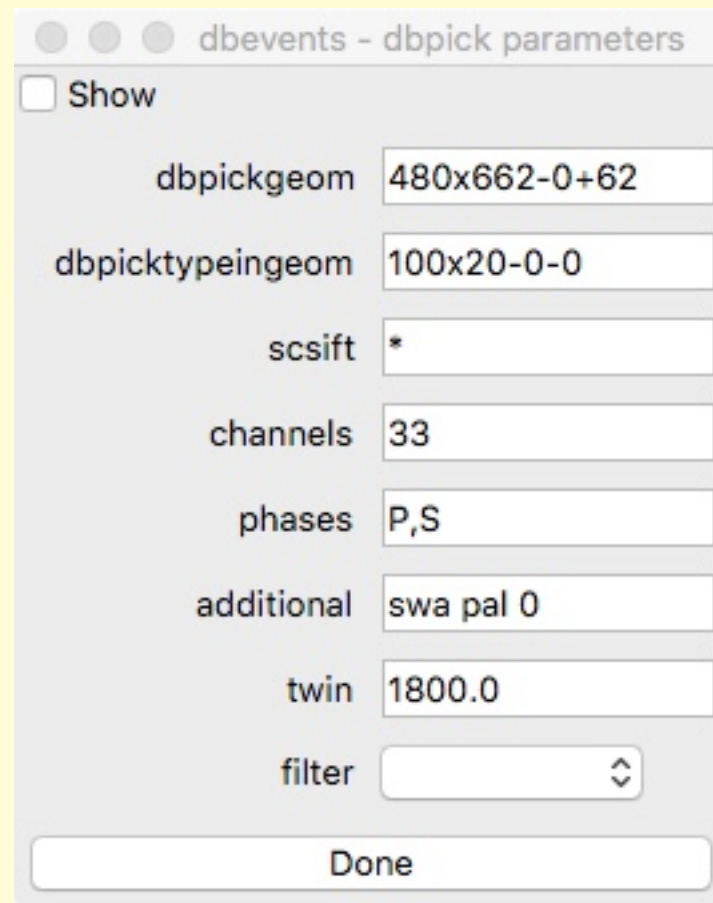 dbevents - dbpick parameters
Show
dbpickgeom 480x662-0+62
dbpicktypeingeom 100x20-0-0
scsift *
channels 33
phases P,S
additional swa pal 0
twin 1800.0
filter
Done